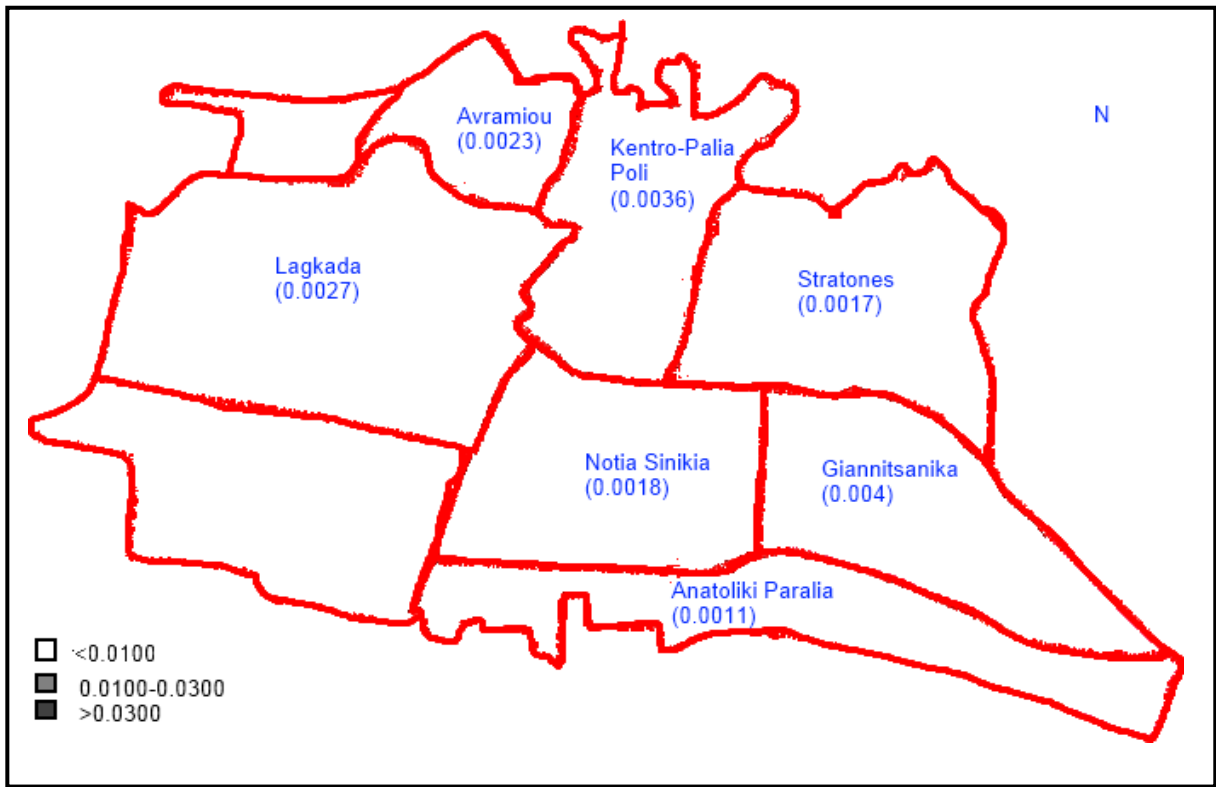 Avramiou
(0.0023)
N
Kentro-Palia
Poli
(0.0036)
Lagkada
(0.0027)
Stratones
(0.0017)
Notia Sinikia
(0.0018)
Giannitsanika
(0.004)
Anatoliki Paralia
(0.0011)
<0.0100
0.0100-0.0300
>0.0300